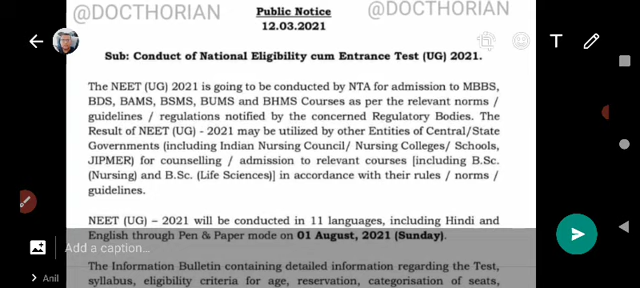 @DOCTHORIAN
@DOCTHORIAN
Public Notice
12.03.2021
Sub: Conduct of National Eligibility cum Entrance Test (UG) 2021.
The NEET (UG) 2021 is going to be conducted by NTA for admission to MBBS,
BDS, BAMS, BSMS, BUMS and BHMS Courses as per the relevant norms /
guidelines / regulations notified by the concerned Regulatory Bodies. The
Result of NEET (UG) - 2021 may be utilized by other Entities of Central/State
Governments (including Indian Nursing Council/ Nursing Colleges/ Schools,
JIPMER) for counselling / admission to relevant courses [including B.Sc.
(Nursing) and B.Sc. (Life Sciences)] in accordance with their rules / norms /
guidelines.
NEET (UG) – 2021 will be conducted in 11 languages, including Hindi and
English through Pen & Paper mode on 01 August, 2021 (Sunday).
Add a caption...
The Information Bulletin containing detailed information regarding the Test,
> Anil
syllabus, eligibility criteria for age, reservation, categorisation of seats,
T